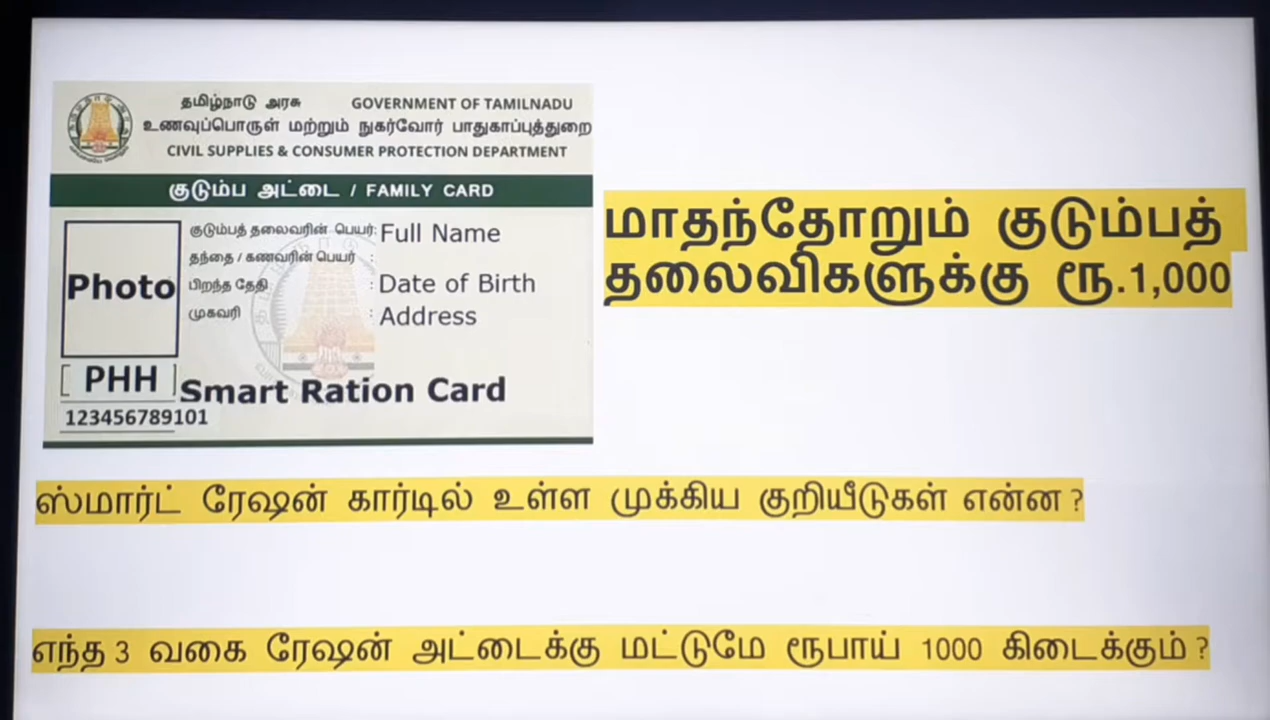 தமிழ்நாடு அரசு GOVERNMENT OF TAMILNADU
உணவுப்பொருள் மற்றும் நுகர்வோர் பாதுகாப்புத்துறை
CIVIL SUPPLIES & CONSUMER PROTECTION DEPARTMENT
குடும்ப அட்டை / FAMILY CARD
குடும்பத் தலைவரின் பெயர்: Full Name
தந்தை / கணவரின் பெயர் :
பிறந்த தேதி : Date of Birth
முகவரி : Address
Photo
[ PHH ] Smart Ration Card
123456789101
மாதந்தோறும் குடும்பத்
தலைவிகளுக்கு ரூ.1,000
ஸ்மார்ட் ரேஷன் கார்டில் உள்ள முக்கிய குறியீடுகள் என்ன ?
எந்த 3 வகை ரேஷன் அட்டைக்கு மட்டுமே ரூபாய் 1000 கிடைக்கும் ?